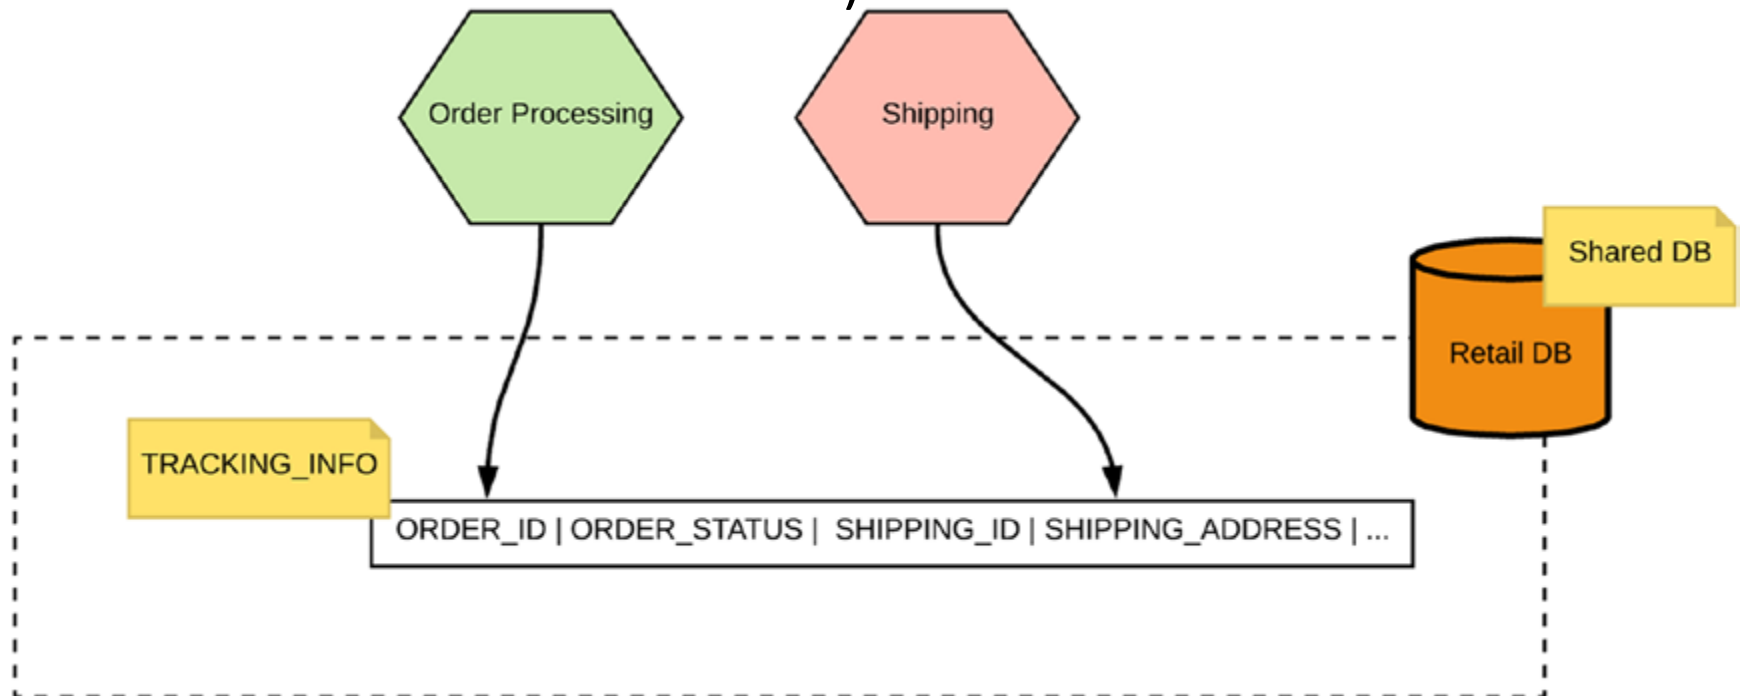 Order Processing
Shipping
Shared DB
Retail DB
TRACKING_INFO
ORDER_ID | ORDER_STATUS | SHIPPING_ID | SHIPPING_ADDRESS | ...